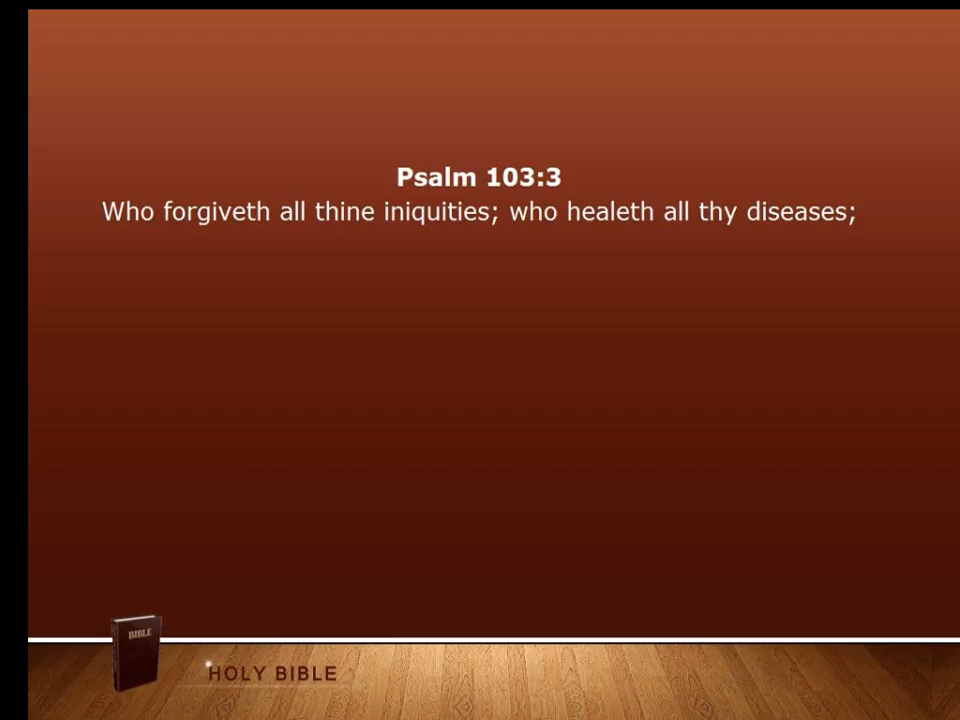 Psalm 103:3
Who forgiveth all thine iniquities; who healeth all thy diseases;
BIBLE
HOLY BIBLE